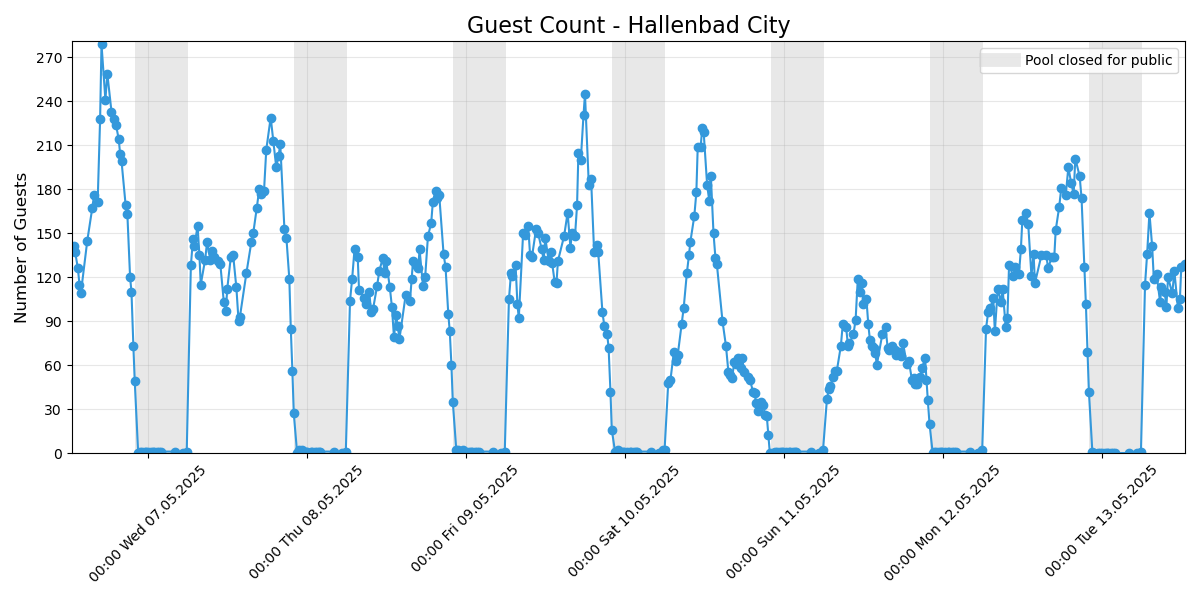 Guest Count - Hallenbad City
Pool closed for public
Number of Guests
270
240
210
180
150
120
90
60
30
0
00:00 Wed 07.05.2025
00:00 Thu 08.05.2025
00:00 Fri 09.05.2025
00:00 Sat 10.05.2025
00:00 Sun 11.05.2025
00:00 Mon 12.05.2025
00:00 Tue 13.05.2025